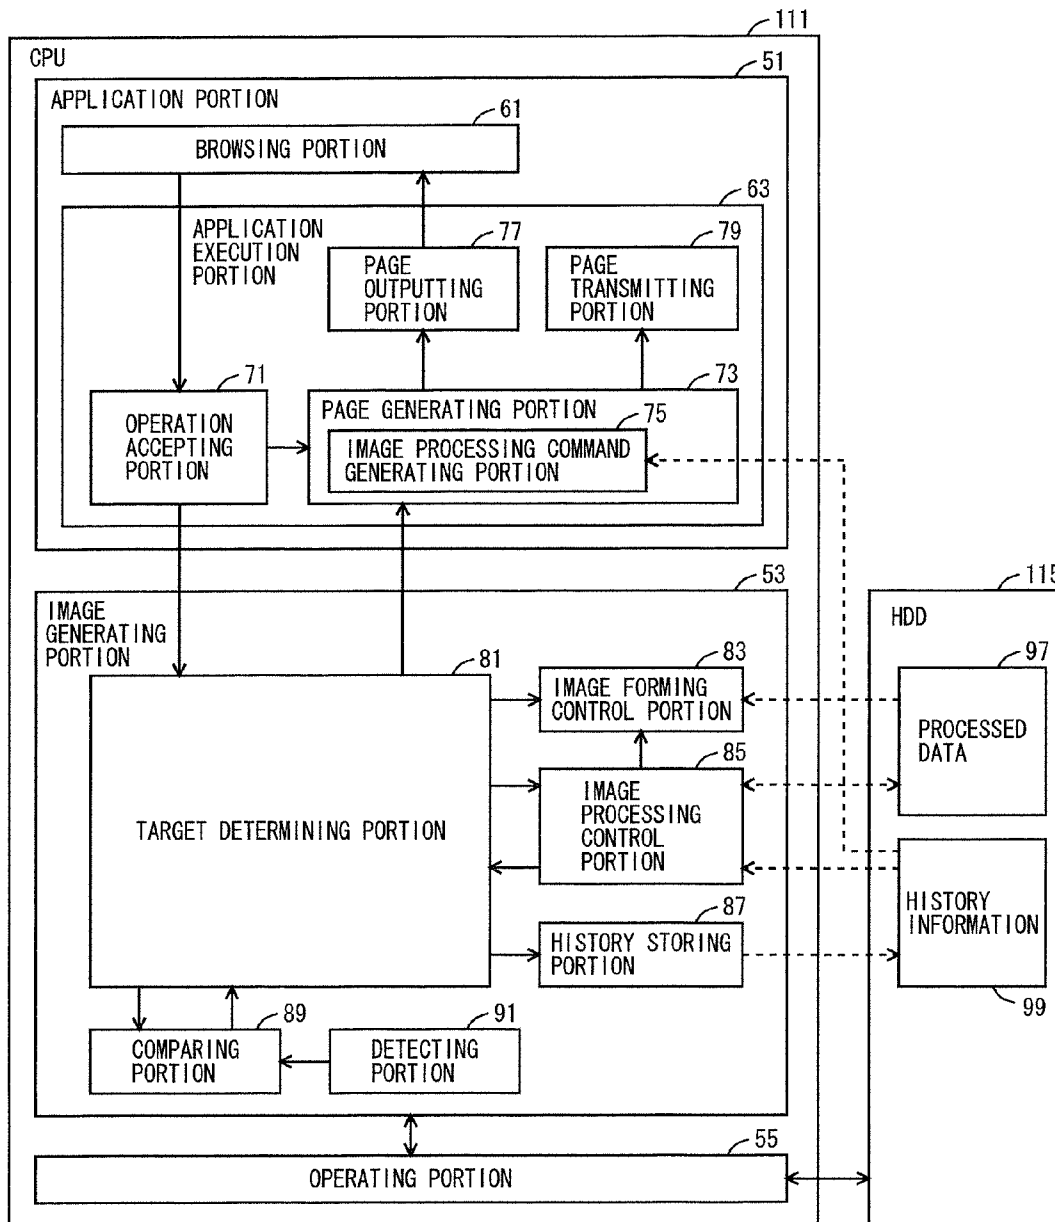 111
CPU
51
APPLICATION PORTION
61
BROWSING PORTION
63
APPLICATION
EXECUTION
PORTION
77
PAGE
OUTPUTTING
PORTION
79
PAGE
TRANSMITTING
PORTION
71
OPERATION
ACCEPTING
PORTION
73
PAGE GENERATING PORTION
75
IMAGE PROCESSING COMMAND
GENERATING PORTION
53
IMAGE
GENERATING
PORTION
81
TARGET DETERMINING PORTION
83
IMAGE FORMING
CONTROL PORTION
85
IMAGE
PROCESSING
CONTROL
PORTION
87
HISTORY STORING
PORTION
89
COMPARING
PORTION
91
DETECTING
PORTION
55
OPERATING PORTION
115
HDD
97
PROCESSED
DATA
HISTORY
INFORMATION
99